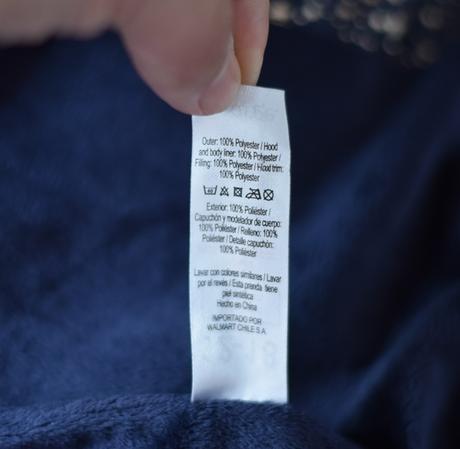 Outer: 100% Polyester / Hood
and body liner: 100% Polyester /
Filling: 100% Polyester / Hood trim:
100% Polyester
Exterior: 100% Poliéster /
Capuchón y modelador de cuerpo:
100% Poliéster / Relleno: 100%
Poliéster / Detalle capuchón:
100% Poliéster
Lavar con colores similares / Lavar
por el revés / Esta prenda tiene
piel sintética
Hecho en China
IMPORTADO POR
WALMART CHILE S.A.